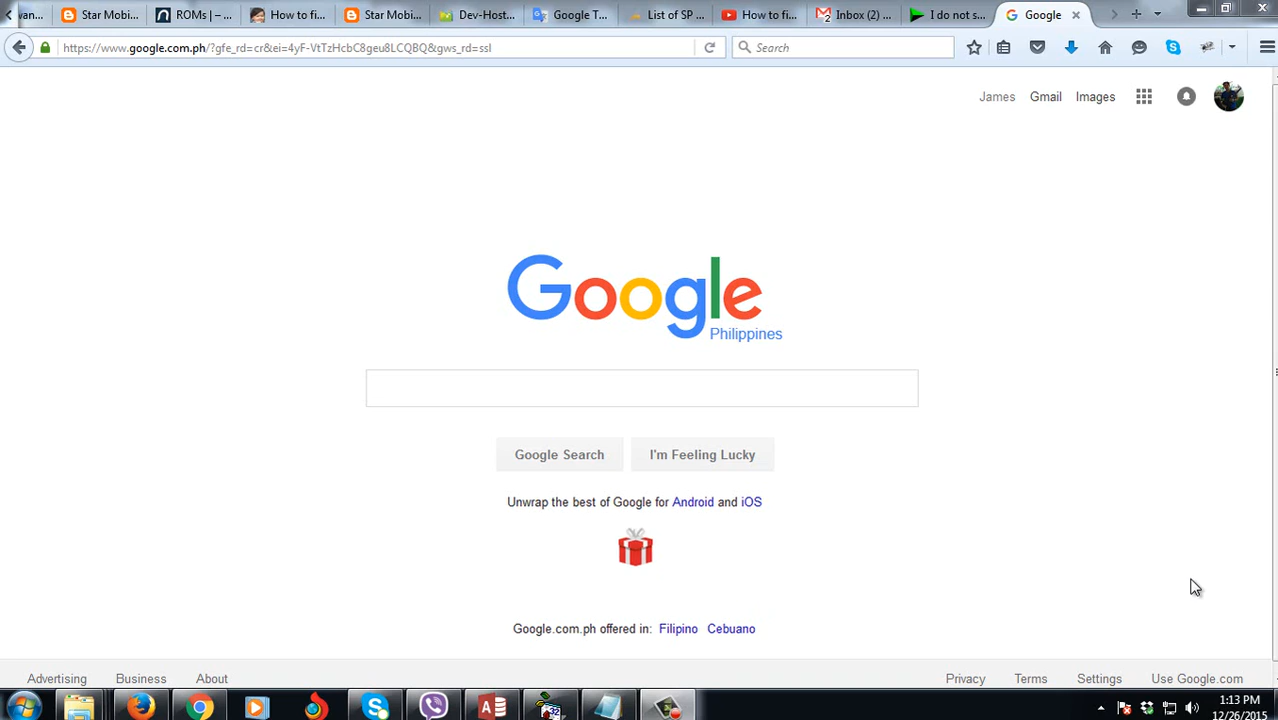 wan... Star Mobi... ROMs | –... How to fi... Star Mobi... Dev-Host... Google T... List of SP ... How to fi... Inbox (2) ... I do not s... Google
https://www.google.com.ph/?gfe_rd=cr&ei=4yF-VtTzHcbC8geu8LCQBQ&gws_rd=ssl Search
James Gmail Images
Google
Philippines
Google Search I'm Feeling Lucky
Unwrap the best of Google for Android and iOS
Google.com.ph offered in: Filipino Cebuano
Advertising Business About Privacy Terms Settings Use Google.com
1:13 PM
12/26/2015